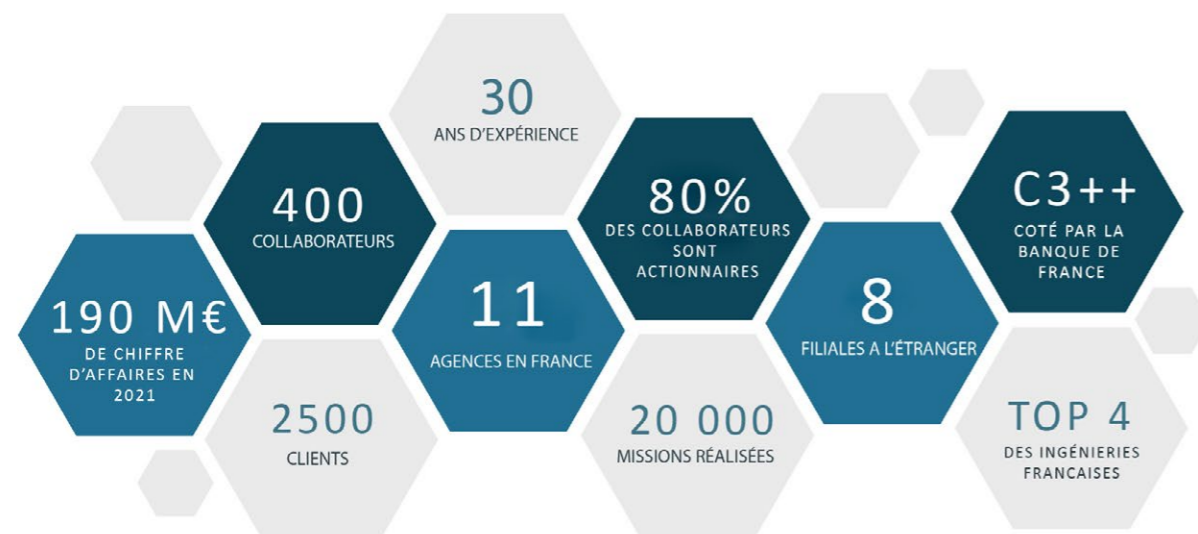 30
ANS D'EXPÉRIENCE
400
COLLABORATEURS
80%
DES COLLABORATEURS
SONT
ACTIONNAIRES
C3++
COTÉ PAR LA
BANQUE DE
FRANCE
190 M€
DE CHIFFRE
D'AFFAIRES EN
2021
11
AGENCES EN FRANCE
8
FILIALES A L'ÉTRANGER
2500
CLIENTS
20 000
MISSIONS RÉALISÉES
TOP 4
DES INGÉNIERIES
FRANCAISES